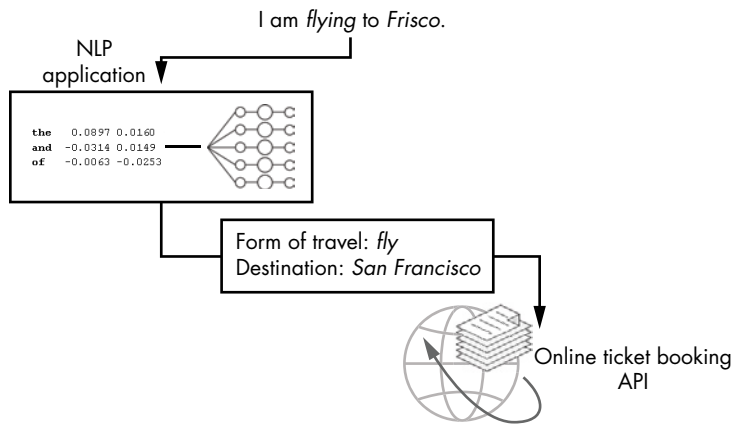 I am flying to Frisco.
NLP
application
the 0.0897 0.0160
and -0.0314 0.0149
of -0.0063 -0.0253
Form of travel: fly
Destination: San Francisco
Online ticket booking
API